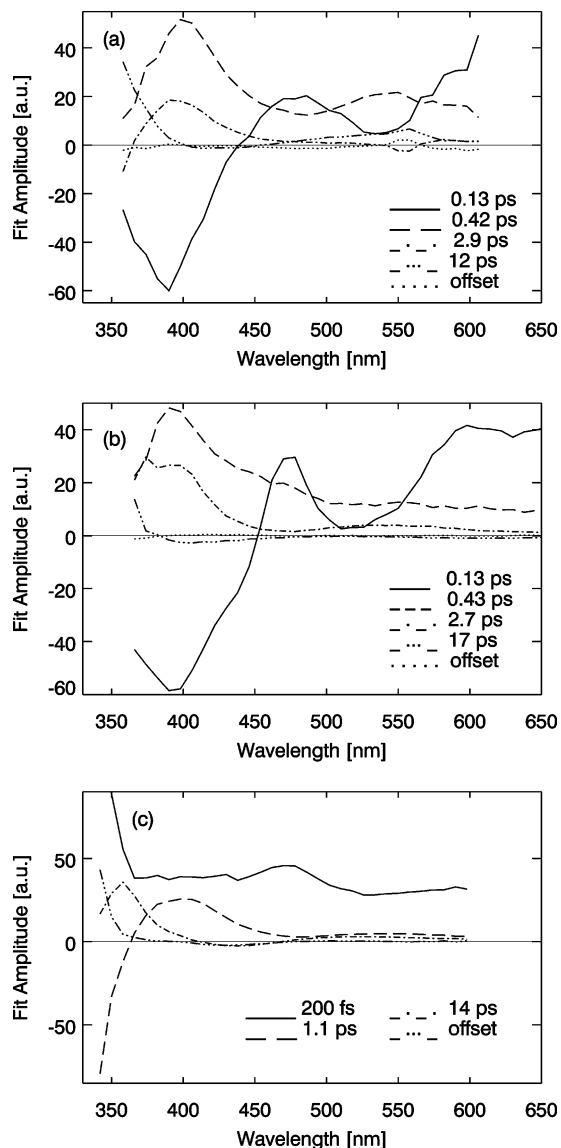 (a)
Fit Amplitude [a.u.]
40
20
0
-20
-40
-60
0.13 ps
0.42 ps
2.9 ps
12 ps
offset
350 400 450 500 550 600 650
Wavelength [nm]
(b)
Fit Amplitude [a.u.]
40
20
0
-20
-40
-60
0.13 ps
0.43 ps
2.7 ps
17 ps
offset
350 400 450 500 550 600 650
Wavelength [nm]
(c)
Fit Amplitude [a.u.]
50
0
-50
200 fs 14 ps
1.1 ps offset
350 400 450 500 550 600 650
Wavelength [nm]